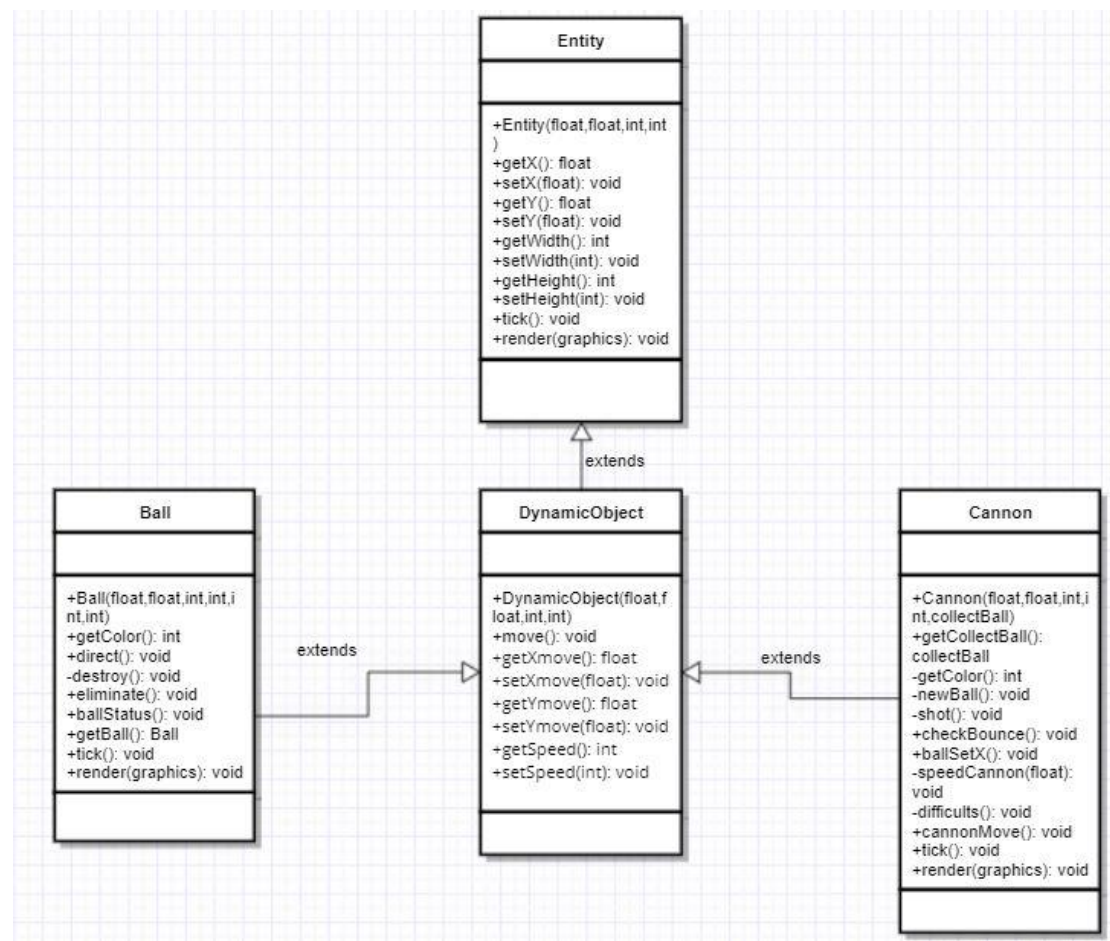 Entity
+Entity(float,float,int,int
)
+getX(): float
+setX(float): void
+getY(): float
+setY(float): void
+getWidth(): int
+setWidth(int): void
+getHeight(): int
+setHeight(int): void
+tick(): void
+render(graphics): void
extends
Ball
+Ball(float,float,int,int,i
nt,int)
+getColor(): int
+direct(): void
-destroy(): void
+eliminate(): void
+ballStatus(): void
+getBall(): Ball
+tick(): void
+render(graphics): void
extends
DynamicObject
+DynamicObject(float,f
loat,int,int)
+move(): void
+getXmove(): float
+setXmove(float): void
+getYmove(): float
+setYmove(float): void
+getSpeed(): int
+setSpeed(int): void
extends
Cannon
+Cannon(float,float,int,i
nt,collectBall)
+getCollectBall():
collectBall
-getColor(): int
-newBall(): void
-shot(): void
+checkBounce(): void
+ballSetX(): void
-speedCannon(float):
void
-difficults(): void
+cannonMove(): void
+tick(): void
+render(graphics): void